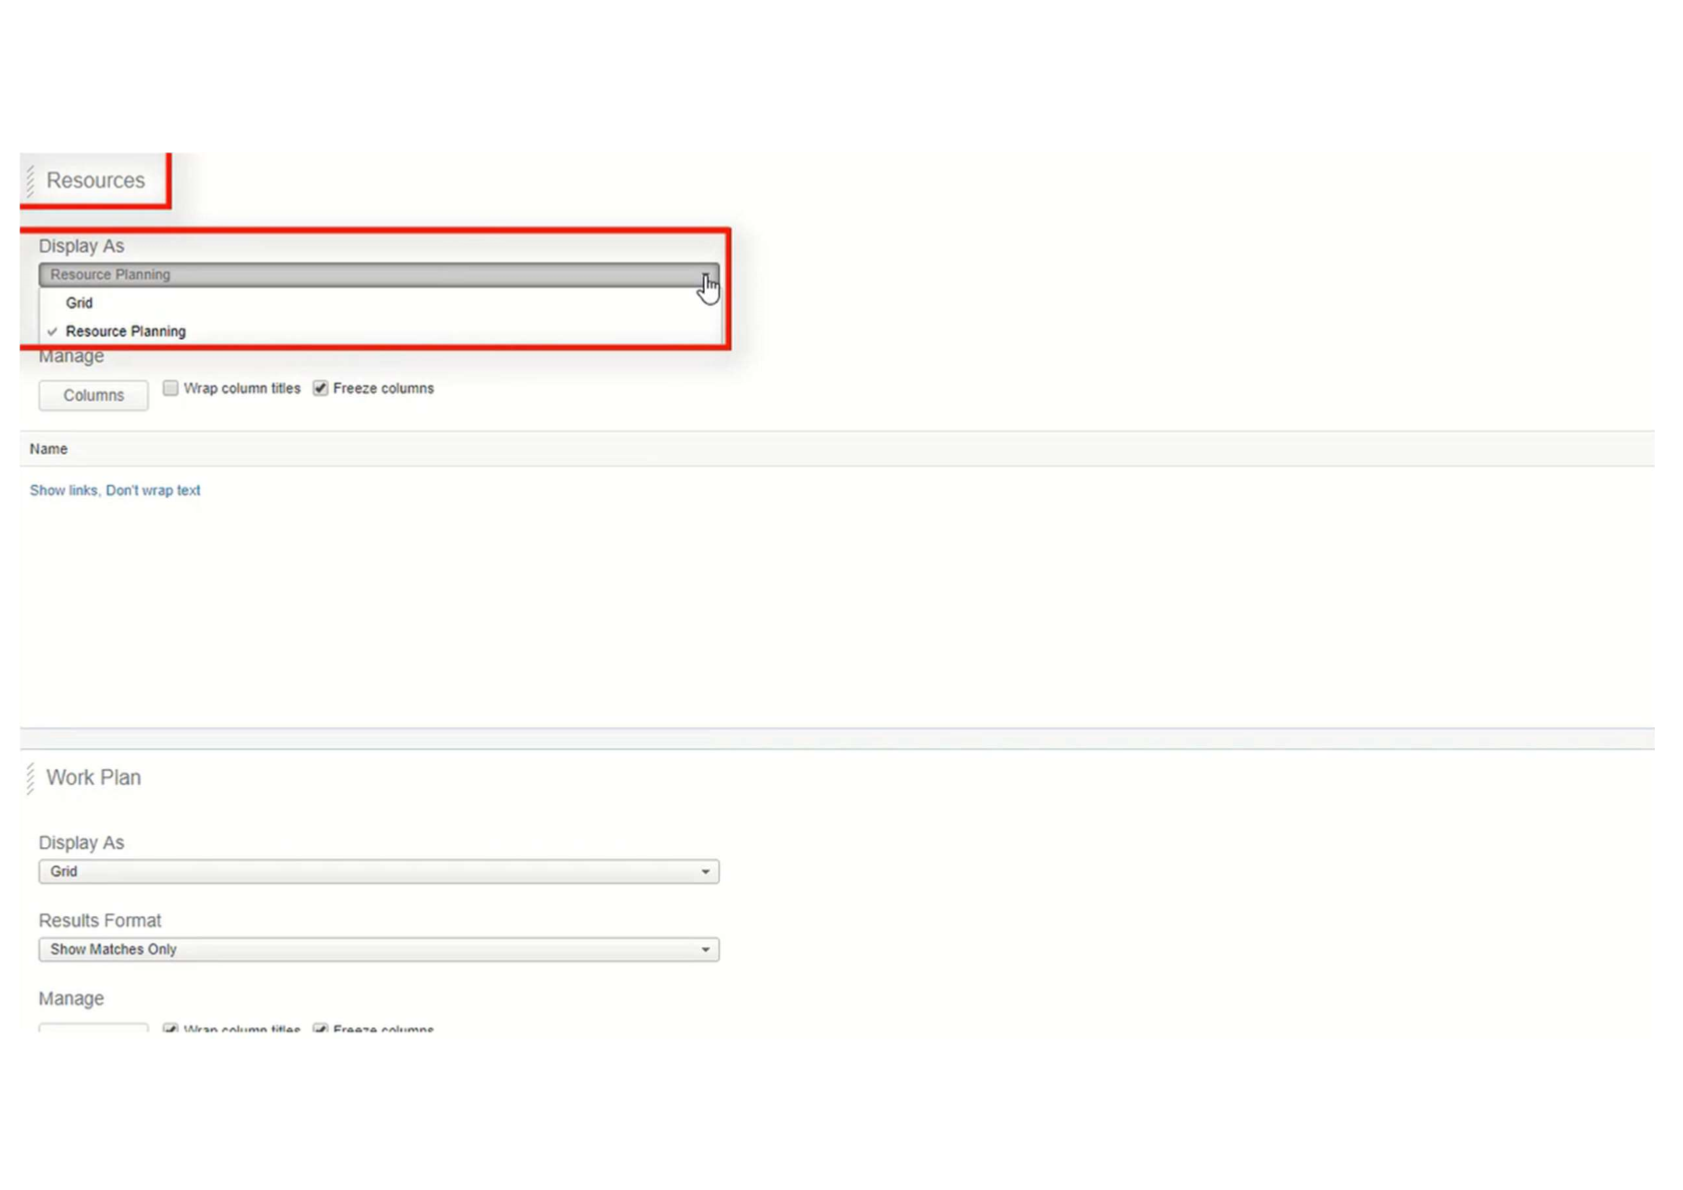 Resources
Display As
Resource Planning
Grid
Resource Planning
Manage
Columns Wrap column titles Freeze columns
Name
Show links, Don't wrap text
Work Plan
Display As
Grid
Results Format
Show Matches Only
Manage
Wrap column titles Freeze columns